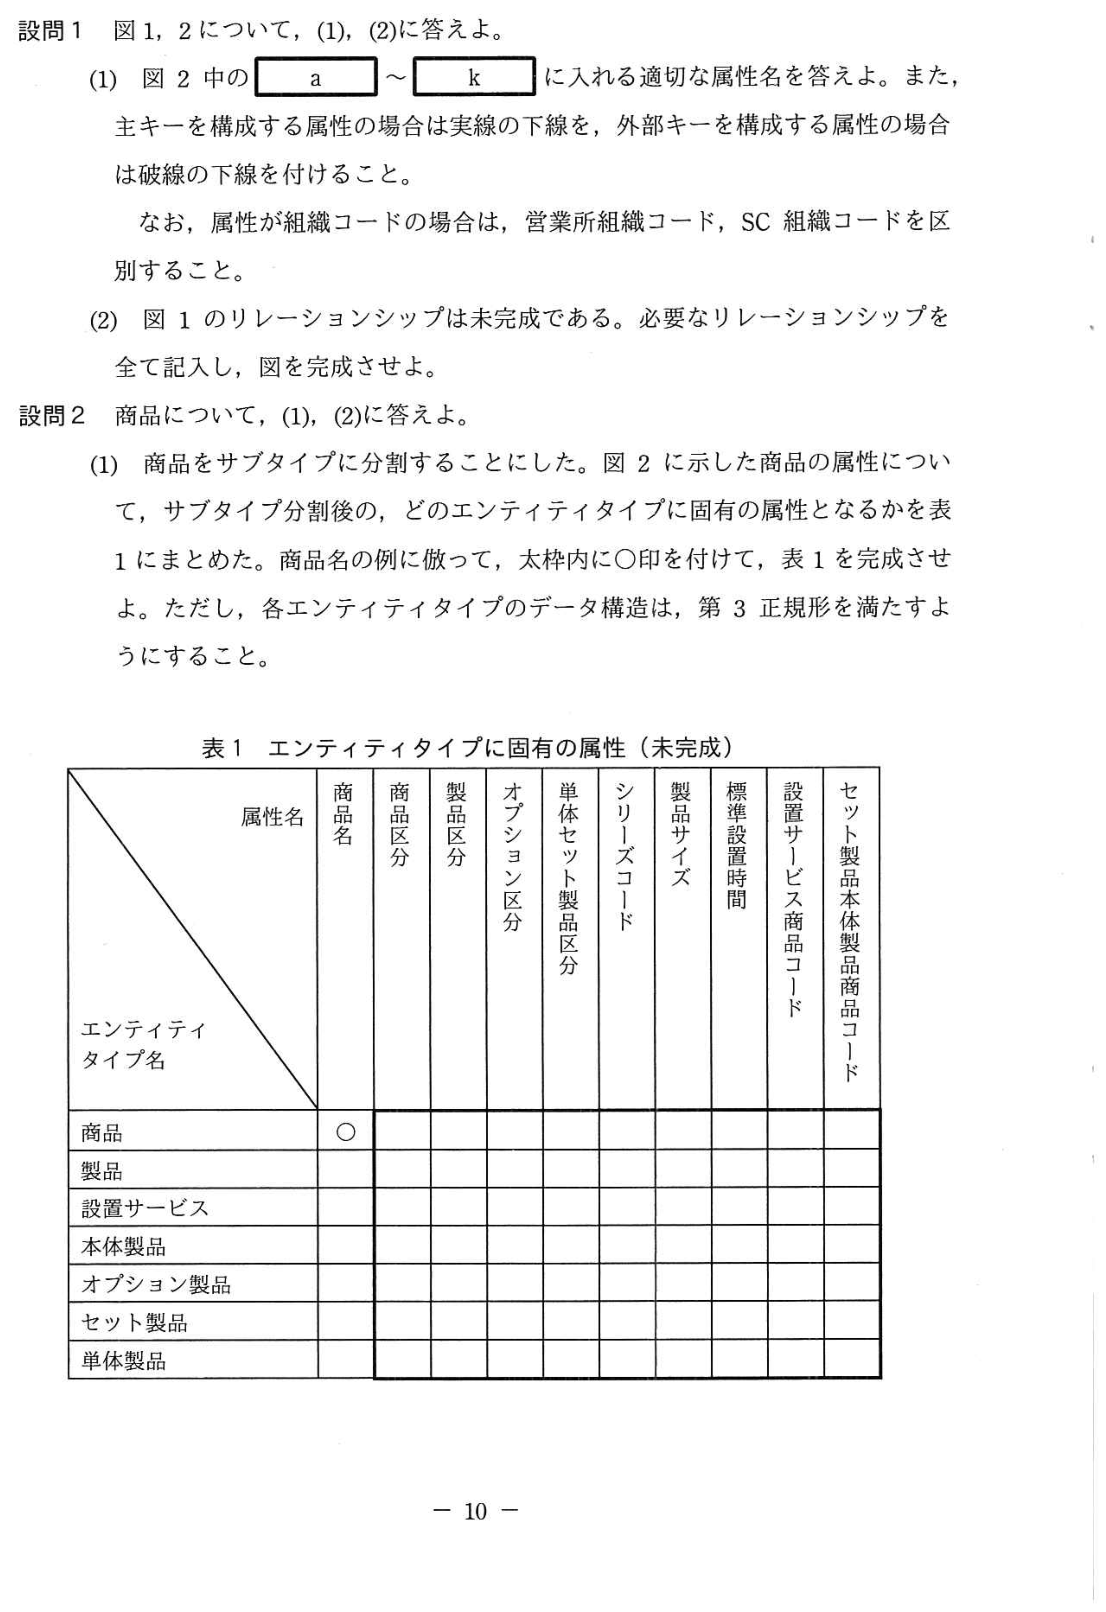 設問1 図1，2について，(1)，(2)に答えよ。
(1) 図 2 中の a ～ k に入れる適切な属性名を答えよ。また，
主キーを構成する属性の場合は実線の下線を，外部キーを構成する属性の場合
は破線の下線を付けること。
なお，属性が組織コードの場合は，営業所組織コード，SC 組織コードを区
別すること。
(2) 図 1 のリレーションシップは未完成である。必要なリレーションシップを
全て記入し，図を完成させよ。
設問2 商品について，(1)，(2)に答えよ。
(1) 商品をサブタイプに分割することにした。図 2 に示した商品の属性につい
て，サブタイプ分割後の，どのエンティティタイプに固有の属性となるかを表
1 にまとめた。商品名の例に倣って，太枠内に○印を付けて，表 1 を完成させ
よ。ただし，各エンティティタイプのデータ構造は，第 3 正規形を満たすよ
うにすること。
表1 エンティティタイプに固有の属性（未完成）
属性名
エンティティ
タイプ名
商品名
商品区分
製品区分
オプション区分
単体セット製品区分
シリーズコード
製品サイズ
標準設置時間
設置サービス商品コード
セット製品本体製品商品コード
商品 ○
製品
設置サービス
本体製品
オプション製品
セット製品
単体製品
－ 10 －